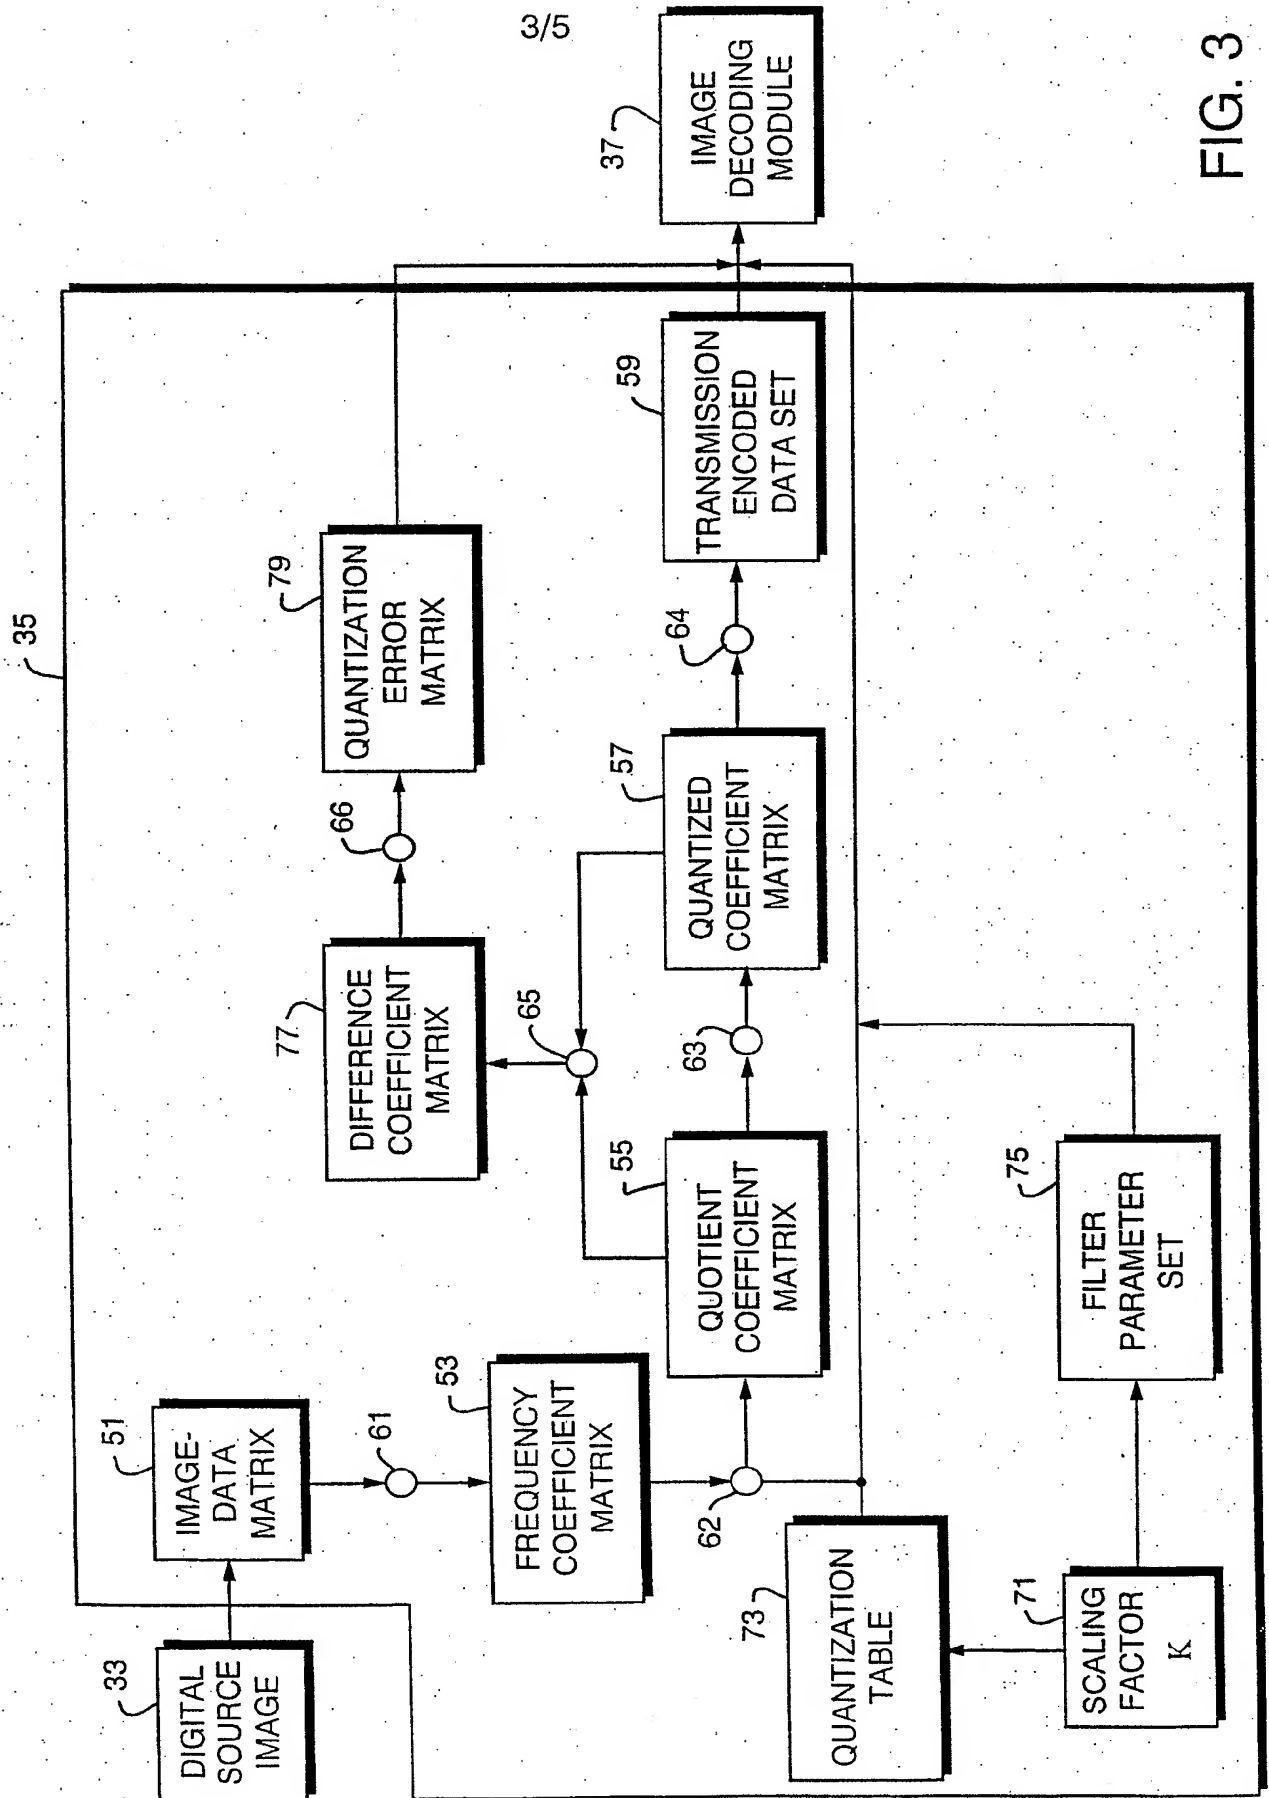 3/5
35
33
DIGITAL
SOURCE
IMAGE
51
IMAGE-
DATA
MATRIX
61
53
FREQUENCY
COEFFICIENT
MATRIX
62
73
QUANTIZATION
TABLE
71
SCALING
FACTOR
K
75
FILTER
PARAMETER
SET
55
QUOTIENT
COEFFICIENT
MATRIX
63
57
QUANTIZED
COEFFICIENT
MATRIX
65
77
DIFFERENCE
COEFFICIENT
MATRIX
66
79
QUANTIZATION
ERROR
MATRIX
64
59
TRANSMISSION
ENCODED
DATA SET
37
IMAGE
DECODING
MODULE
FIG. 3